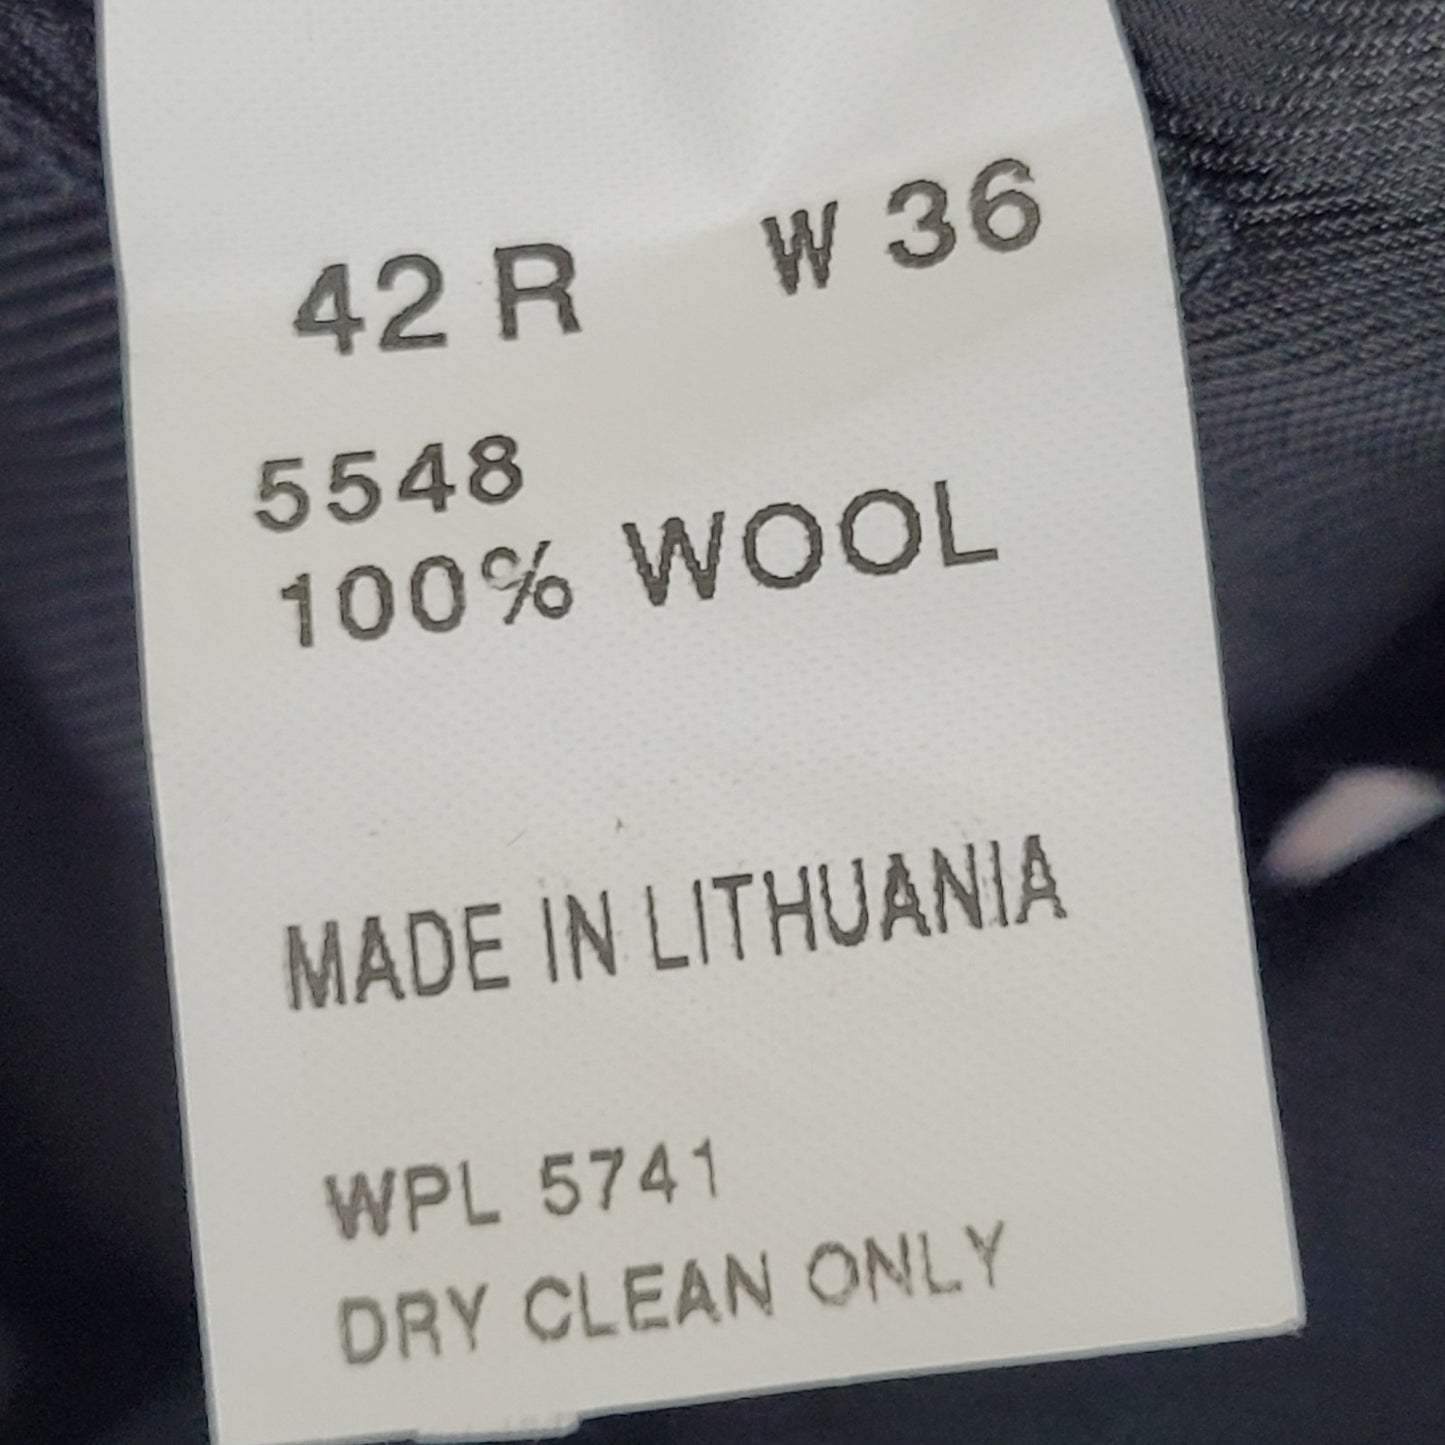 42 R W 36
5548
100% WOOL
MADE IN LITHUANIA
WPL 5741
DRY CLEAN ONLY